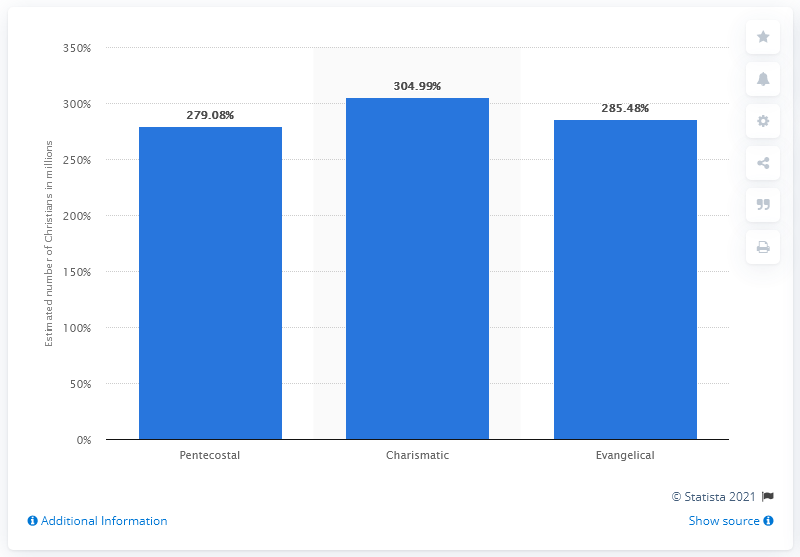 350%
300%
250%
200%
150%
100%
50%
0%
Estimated number of Christians in millions
279.08%
304.99%
285.48%
Pentecostal
Charismatic
Evangelical
© Statista 2021
Additional Information
Show source